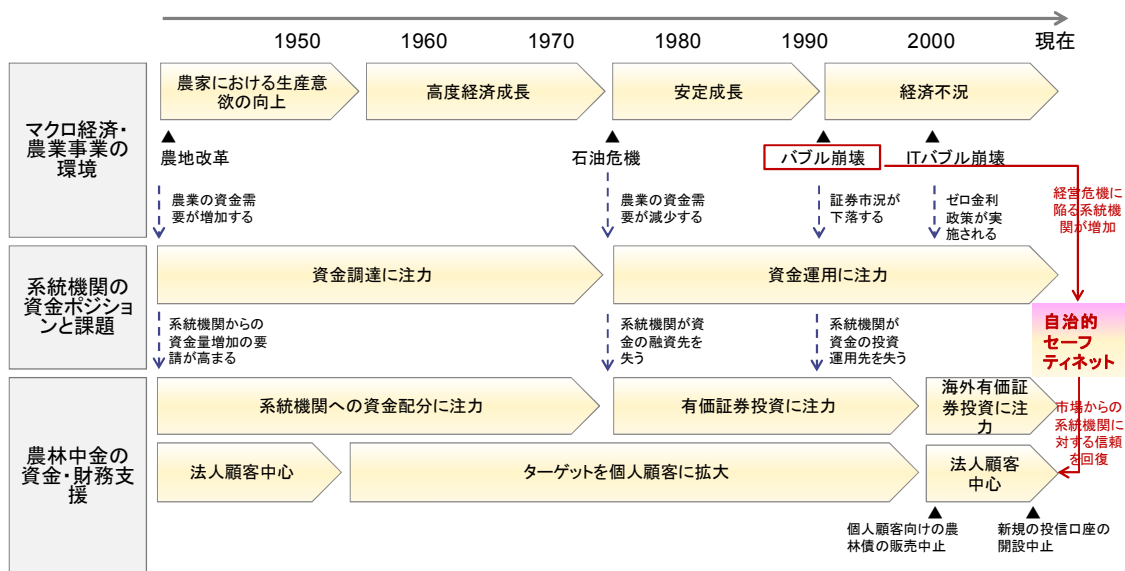 1950
1960
1970
1980
1990
2000
現在
マクロ経済・
農業事業の
環境
農家における生産意
欲の向上
高度経済成長
安定成長
経済不況
▲
農地改革
▲
石油危機
▲
バブル崩壊
▲
ITバブル崩壊
農業の資金需
要が増加する
農業の資金需
要が減少する
証券市況が
下落する
ゼロ金利
政策が実
施される
経営危機に
陥る系統機
関が増加
系統機関の
資金ポジショ
ンと課題
資金調達に注力
資金運用に注力
系統機関からの
資金量増加の要
請が高まる
系統機関が資
金の融資先を
失う
系統機関が
資金の投資
運用先を失う
自治的
セーフ
ティネット
農林中金の
資金・財務支
援
系統機関への資金配分に注力
有価証券投資に注力
海外有価証
券投資に注
力
市場からの
系統機関に
対する信頼
を回復
法人顧客中心
ターゲットを個人顧客に拡大
法人顧客
中心
▲
個人顧客向けの農
林債の販売中止
▲
新規の投信口座の
開設中止